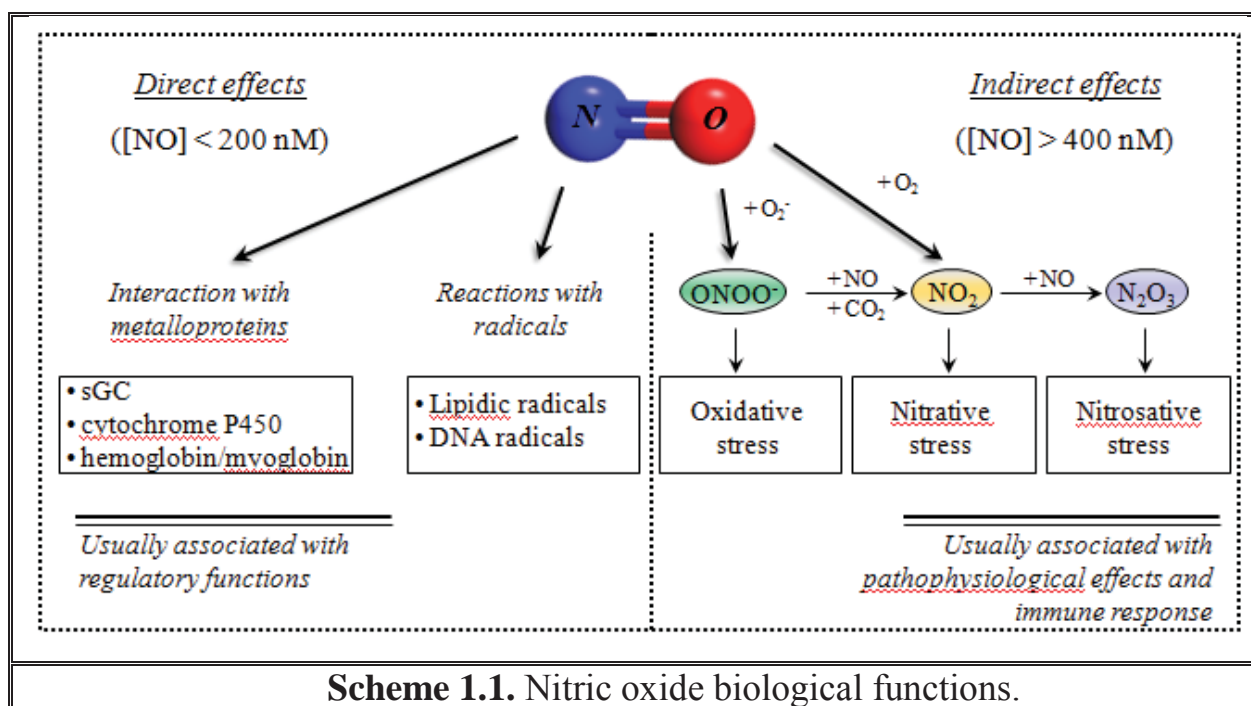 Direct effects
([NO] < 200 nM)
N O
Indirect effects
([NO] > 400 nM)
+ O₂
+ O₂⁻
Interaction with
metalloproteins
Reactions with
radicals
ONOO⁻
+NO
+CO₂
NO₂
+NO
N₂O₃
• sGC
• cytochrome P450
• hemoglobin/myoglobin
• Lipidic radicals
• DNA radicals
Oxidative
stress
Nitrative
stress
Nitrosative
stress
Usually associated with
regulatory functions
Usually associated with
pathophysiological effects and
immune response
Scheme 1.1. Nitric oxide biological functions.